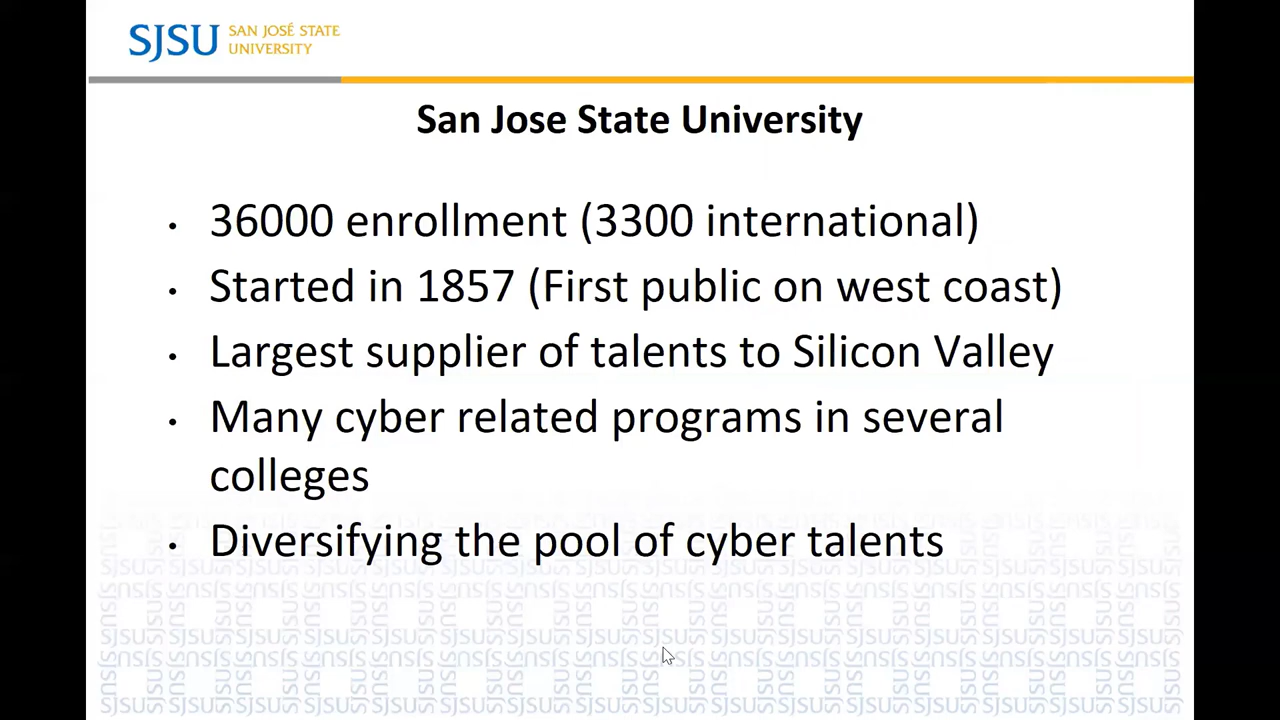 SJSU SAN JOSÉ STATE
UNIVERSITY
San Jose State University
• 36000 enrollment (3300 international)
• Started in 1857 (First public on west coast)
• Largest supplier of talents to Silicon Valley
• Many cyber related programs in several
colleges
• Diversifying the pool of cyber talents